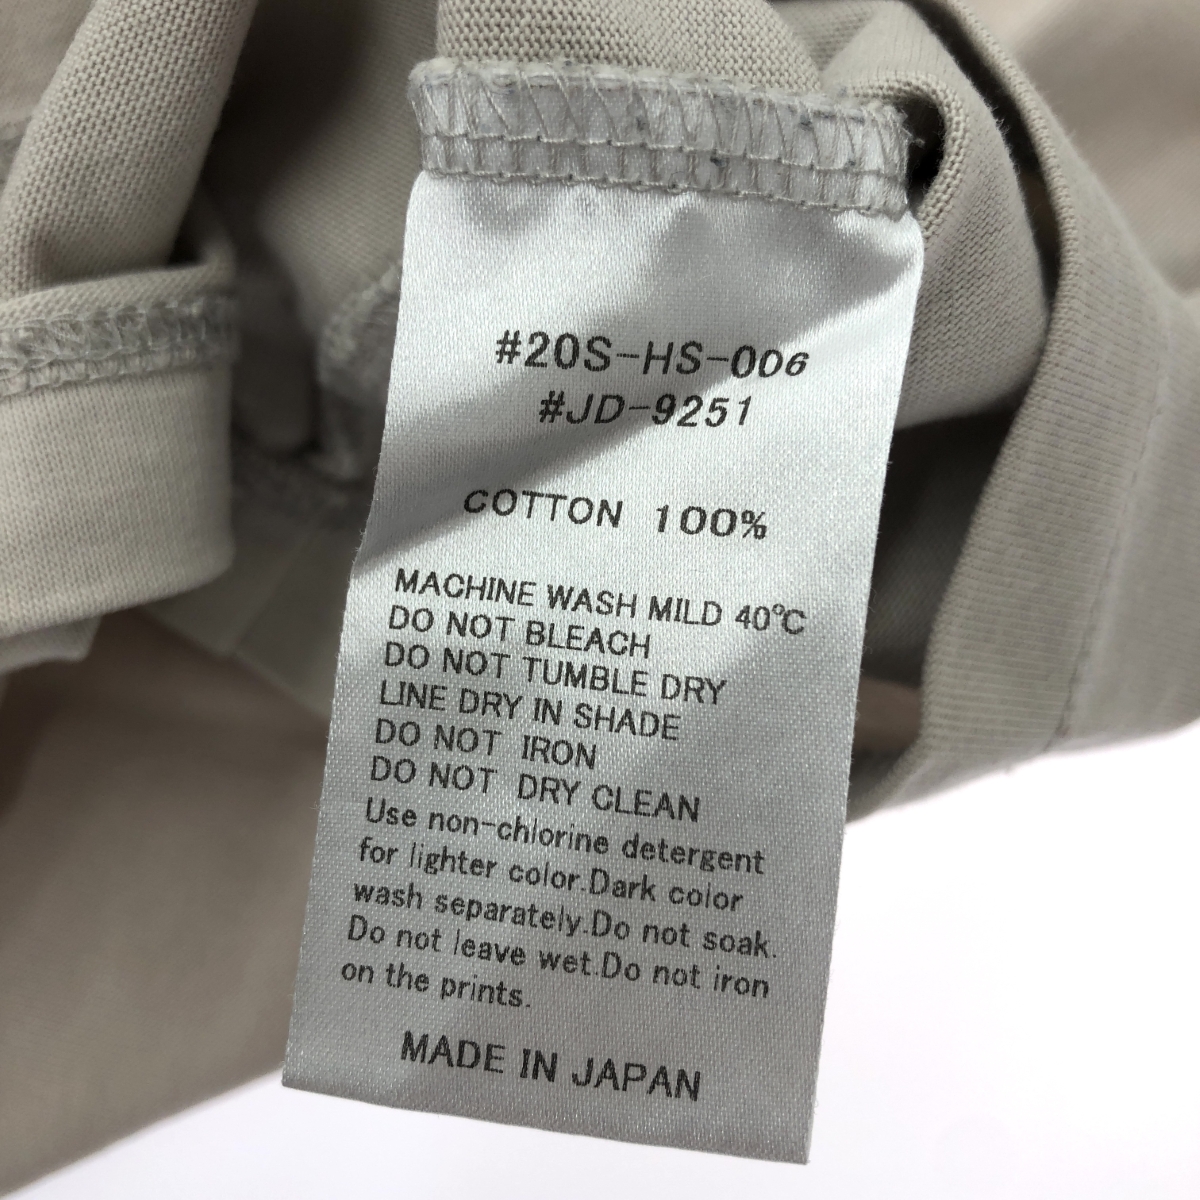 #20S-HS-006
#JD-9251
COTTON 100%
MACHINE WASH MILD 40°C
DO NOT BLEACH
DO NOT TUMBLE DRY
LINE DRY IN SHADE
DO NOT IRON
DO NOT DRY CLEAN
Use non-chlorine detergent
for lighter color.Dark color
wash separately.Do not soak.
Do not leave wet.Do not iron
on the prints.
MADE IN JAPAN